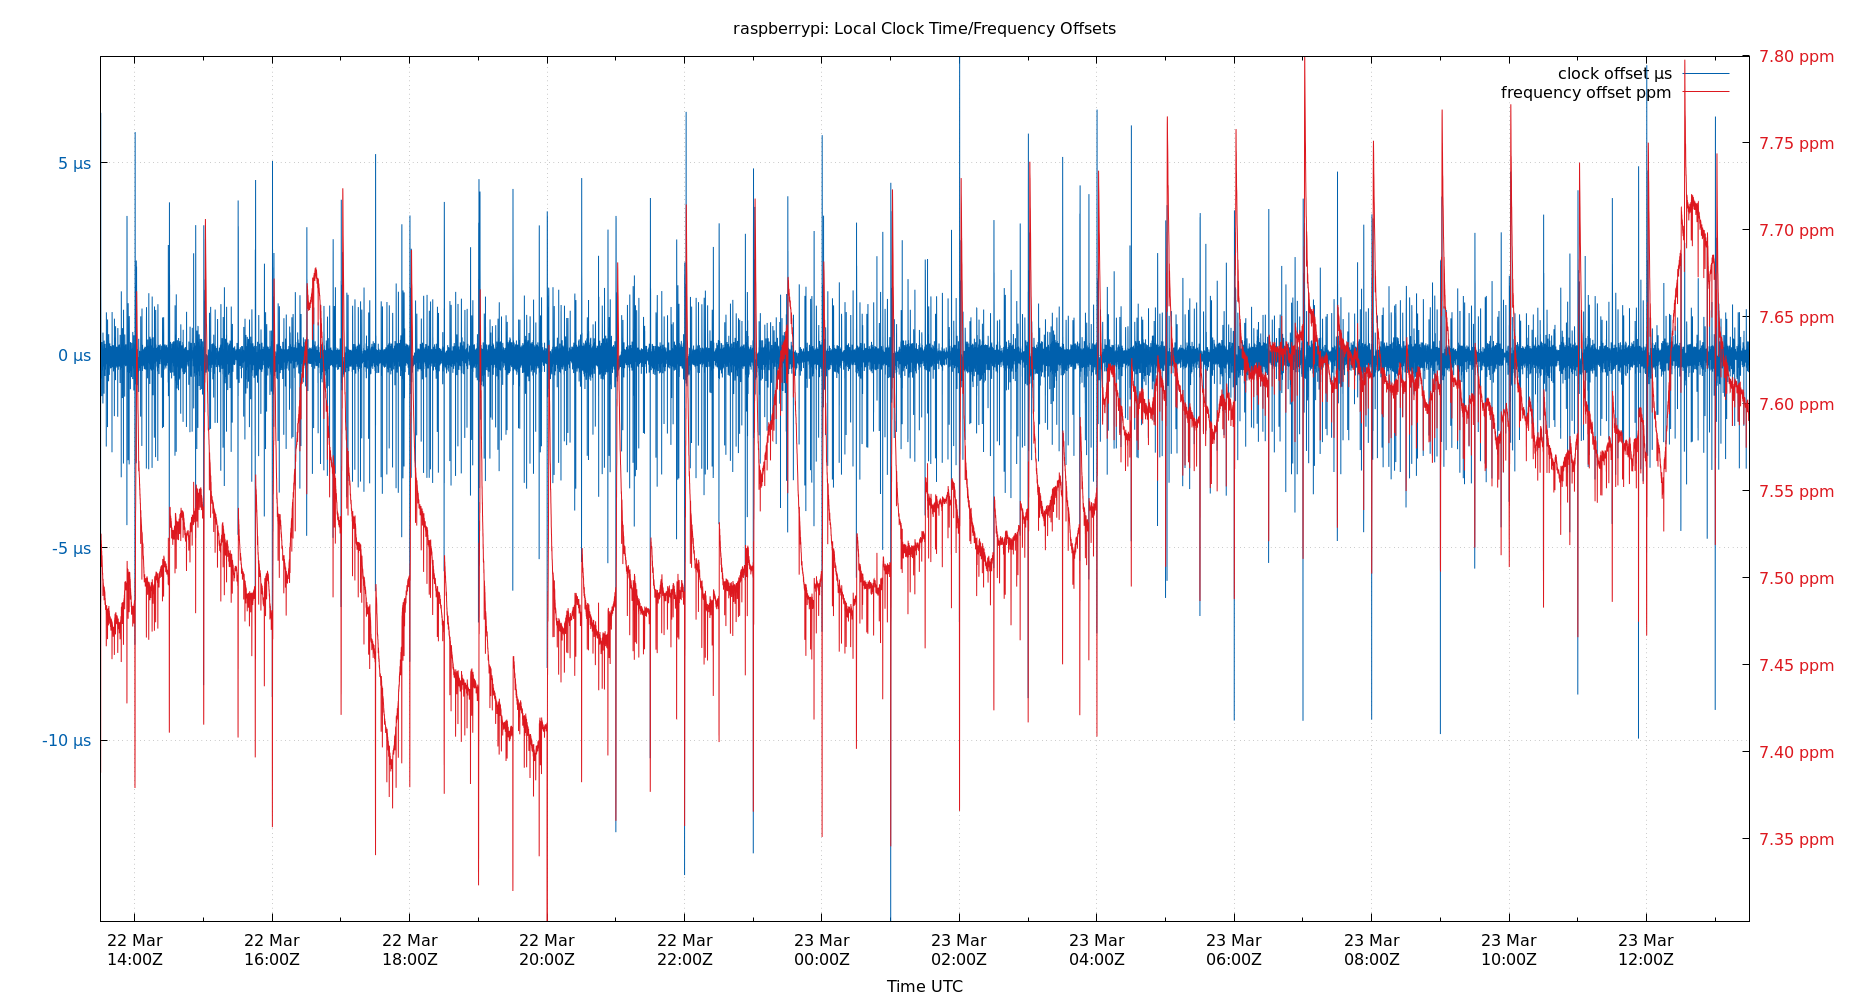 raspberrypi: Local Clock Time/Frequency Offsets
clock offset µs
frequency offset ppm
5 µs
0 µs
-5 µs
-10 µs
7.80 ppm
7.75 ppm
7.70 ppm
7.65 ppm
7.60 ppm
7.55 ppm
7.50 ppm
7.45 ppm
7.40 ppm
7.35 ppm
22 Mar 22 Mar 22 Mar 22 Mar 22 Mar 23 Mar 23 Mar 23 Mar 23 Mar 23 Mar 23 Mar 23 Mar
14:00Z 16:00Z 18:00Z 20:00Z 22:00Z 00:00Z 02:00Z 04:00Z 06:00Z 08:00Z 10:00Z 12:00Z
Time UTC